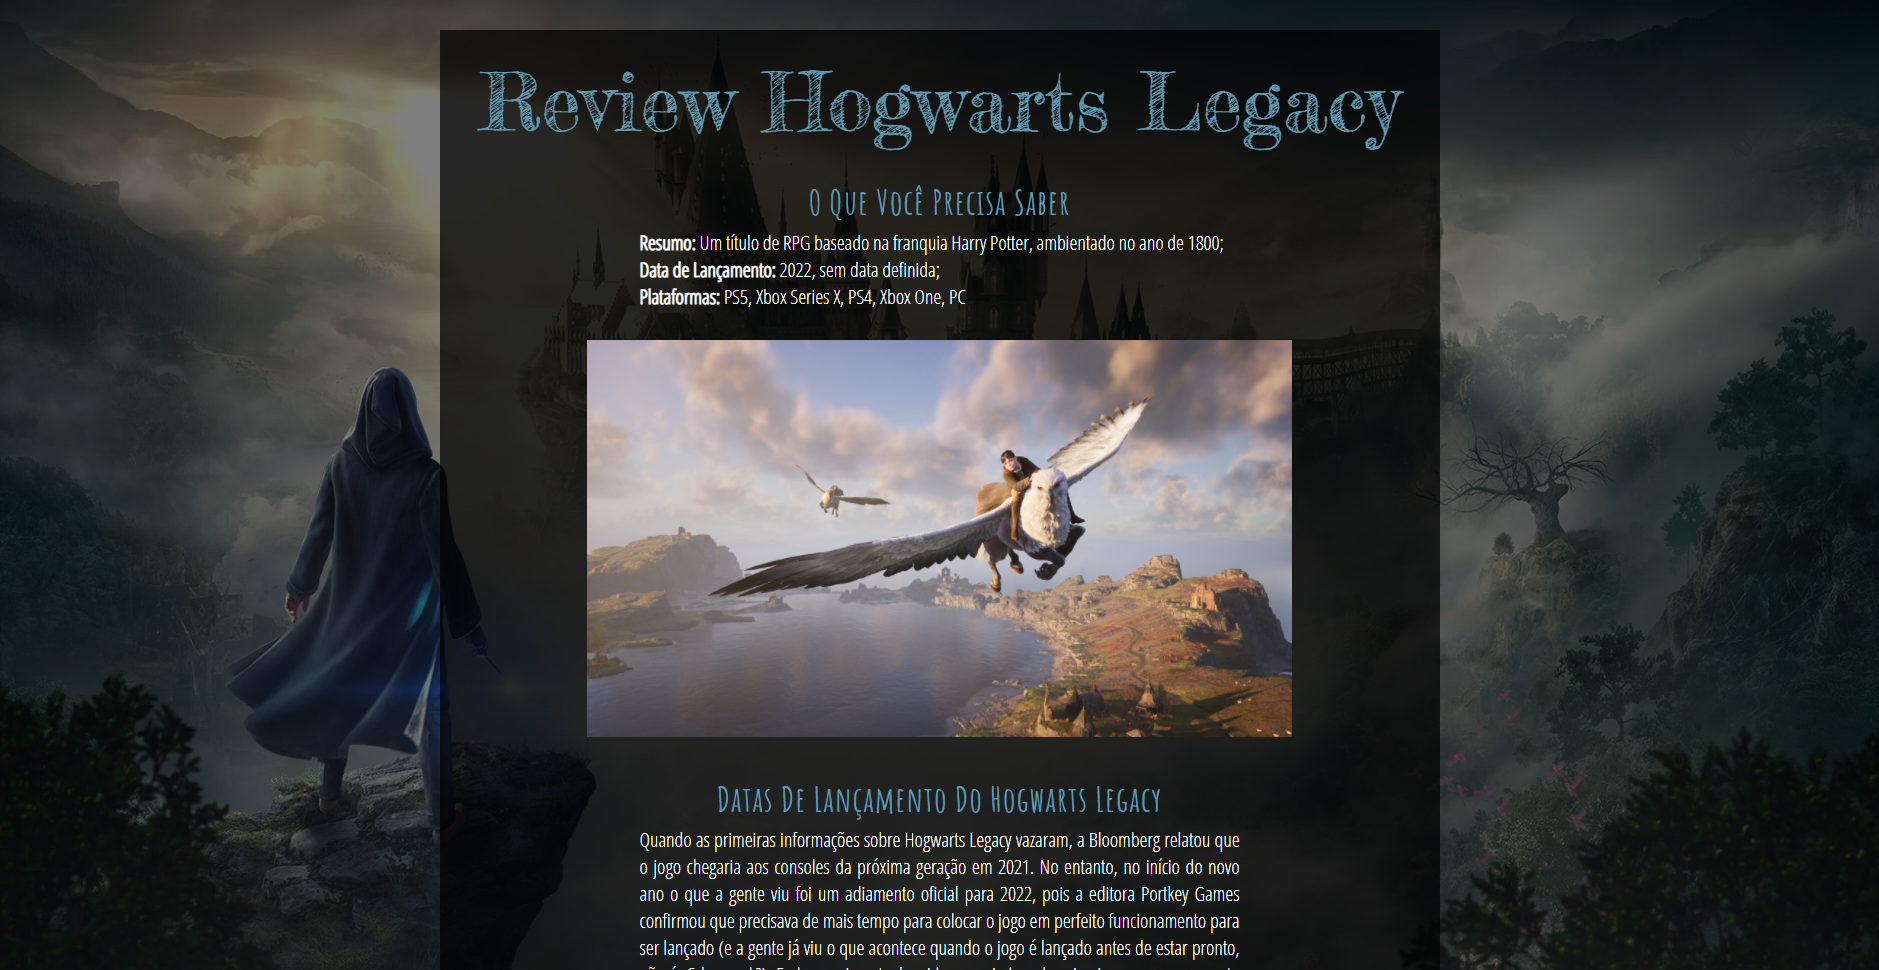 Review Hogwarts Legacy
O Que Você Precisa Saber
Resumo: Um título de RPG baseado na franquia Harry Potter, ambientado no ano de 1800;
Data de Lançamento: 2022, sem data definida;
Plataformas: PS5, Xbox Series X, PS4, Xbox One, PC
Datas De Lançamento Do Hogwarts Legacy
Quando as primeiras informações sobre Hogwarts Legacy vazaram, a Bloomberg relatou que
o jogo chegaria aos consoles da próxima geração em 2021. No entanto, no início do novo
ano o que a gente viu foi um adiamento oficial para 2022, pois a editora Portkey Games
confirmou que precisava de mais tempo para colocar o jogo em perfeito funcionamento para
ser lançado (e a gente já viu o que acontece quando o jogo é lançado antes de estar pronto,